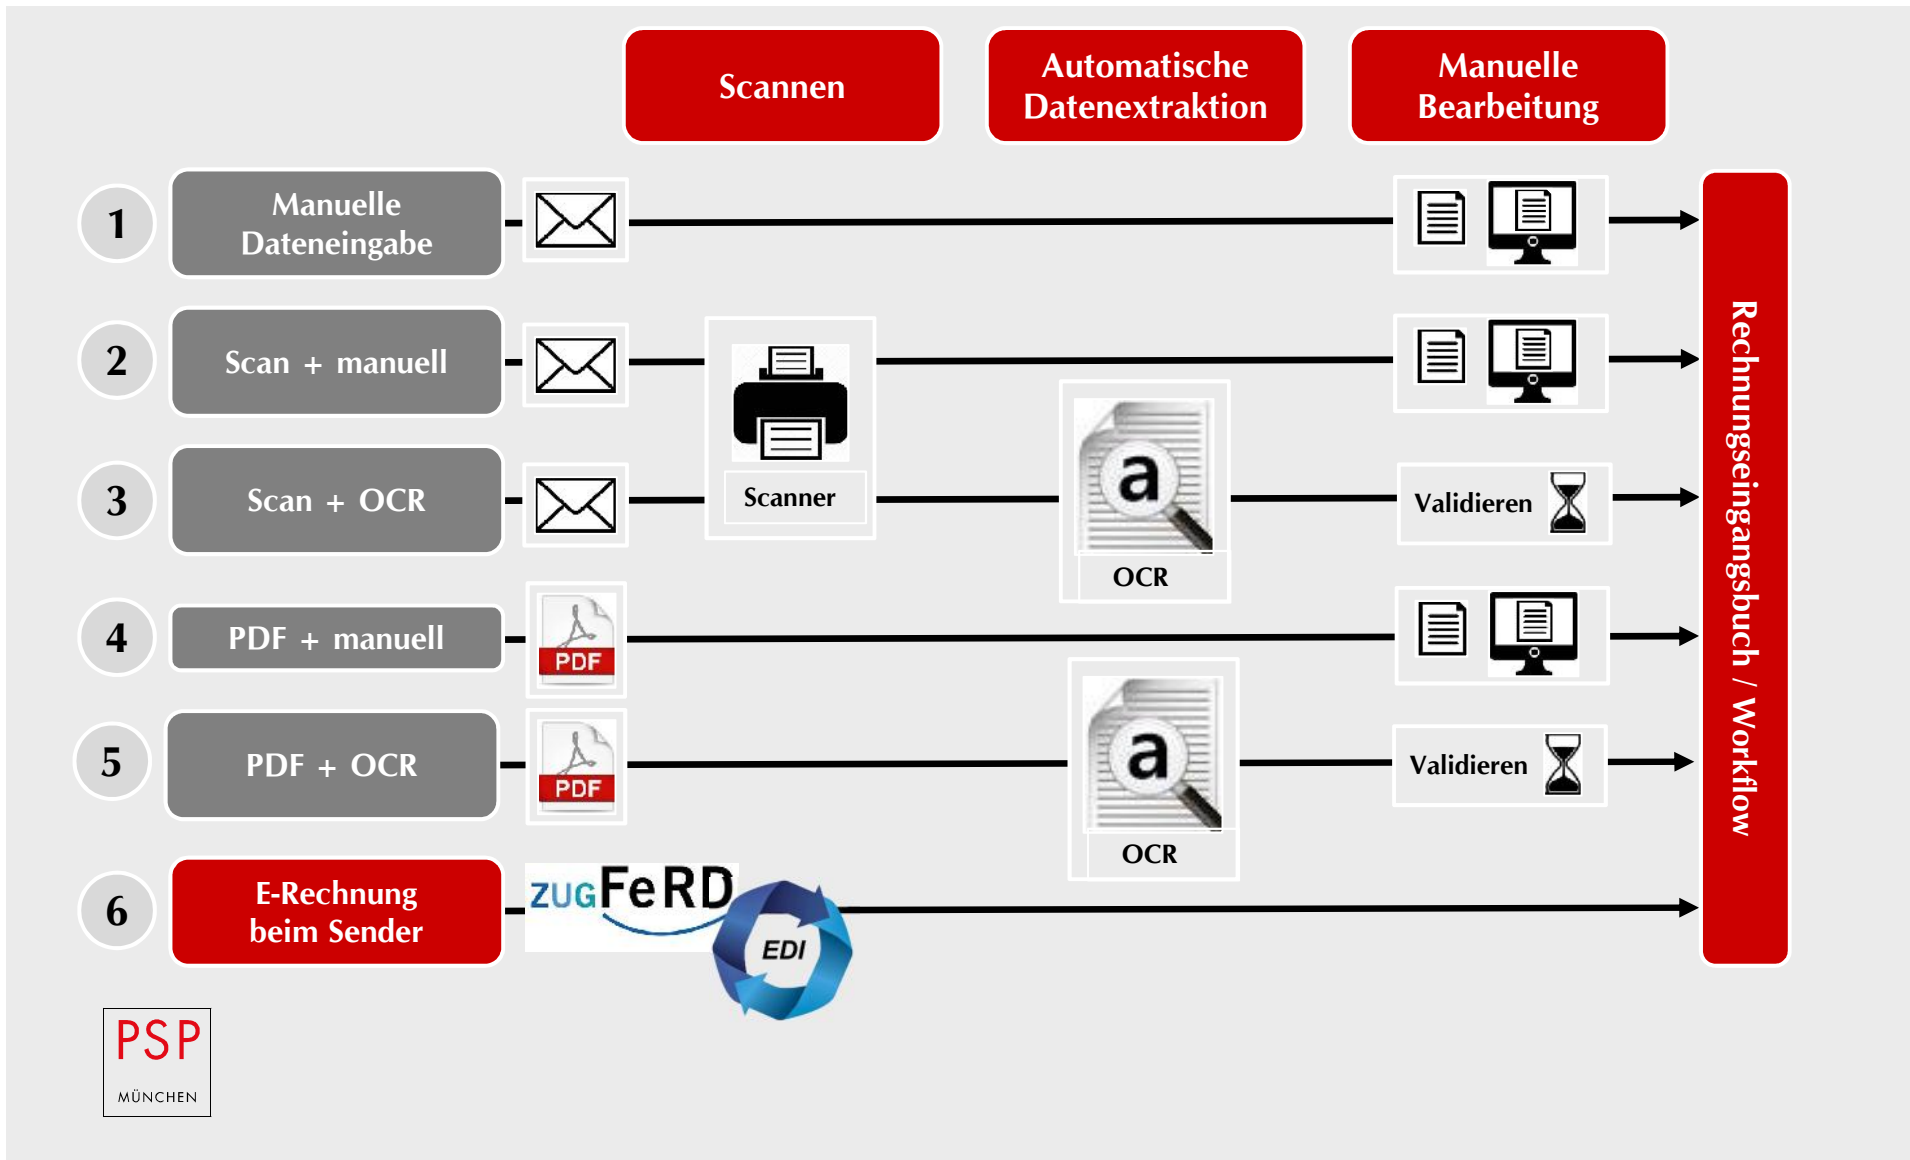 Scannen
Automatische
Datenextraktion
Manuelle
Bearbeitung
1
Manuelle
Dateneingabe
2
Scan + manuell
Scanner
3
Scan + OCR
OCR
Validieren
4
PDF + manuell
PDF
5
PDF + OCR
PDF
OCR
Validieren
6
E-Rechnung
beim Sender
ZUGFeRD
EDI
Rechnungseingangsbuch / Workflow
a
a
PSP
MÜNCHEN